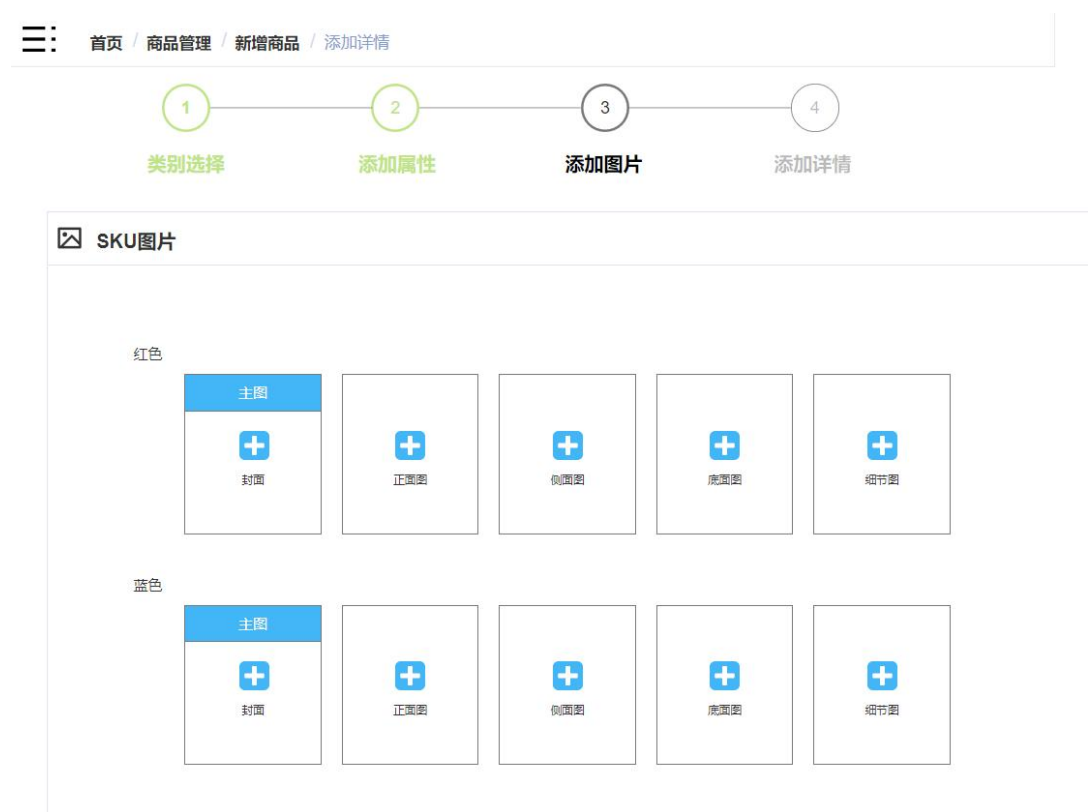 首页 / 商品管理 / 新增商品 / 添加详情
1 2 3 4
类别选择 添加属性 添加图片 添加详情
SKU图片
红色
主图
封面 正面图 侧面图 底面图 细节图
蓝色
主图
封面 正面图 侧面图 底面图 细节图